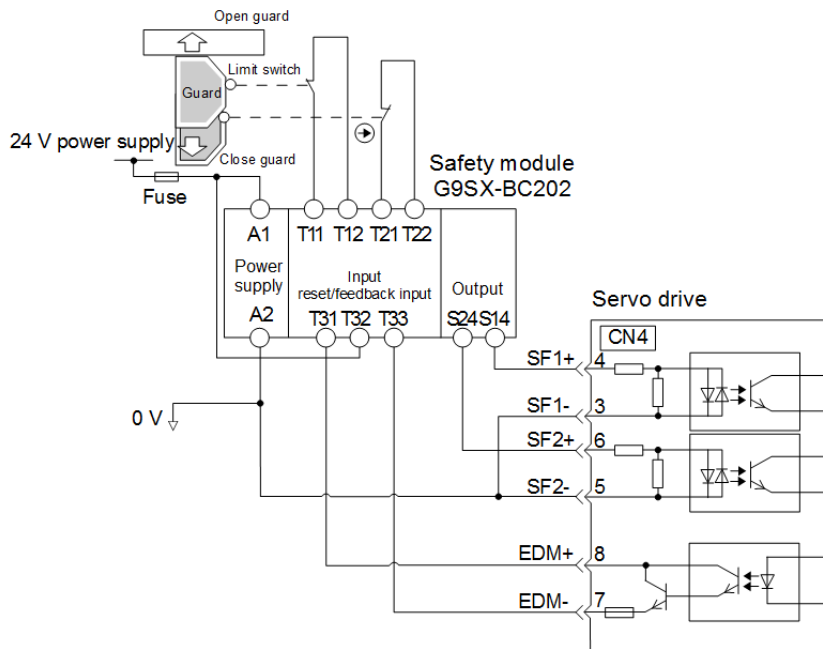 Open guard
Limit switch
Guard
24 V power supply
Close guard
Fuse
Safety module
G9SX-BC202
A1
T11
T12
T21
T22
Power
supply
Input
reset/feedback input
Output
A2
T31
T32
T33
S24
S14
Servo drive
CN4
SF1+
4
SF1-
3
0 V
SF2+
6
SF2-
5
EDM+
8
EDM-
7